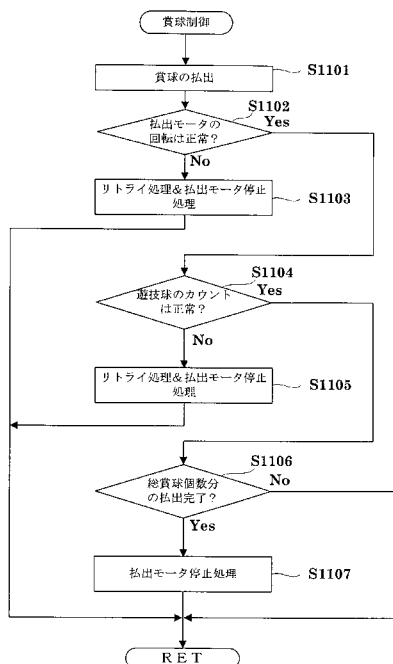 賞球制御
賞球の払出
S1101
払出モータの
回転は正常?
S1102
Yes
No
リトライ処理&払出モータ停止
処理
S1103
遊技球のカウント
は正常?
S1104
Yes
No
リトライ処理&払出モータ停止
処理
S1105
総賞球個数分
の払出完了?
S1106
No
Yes
払出モータ停止処理
S1107
RET